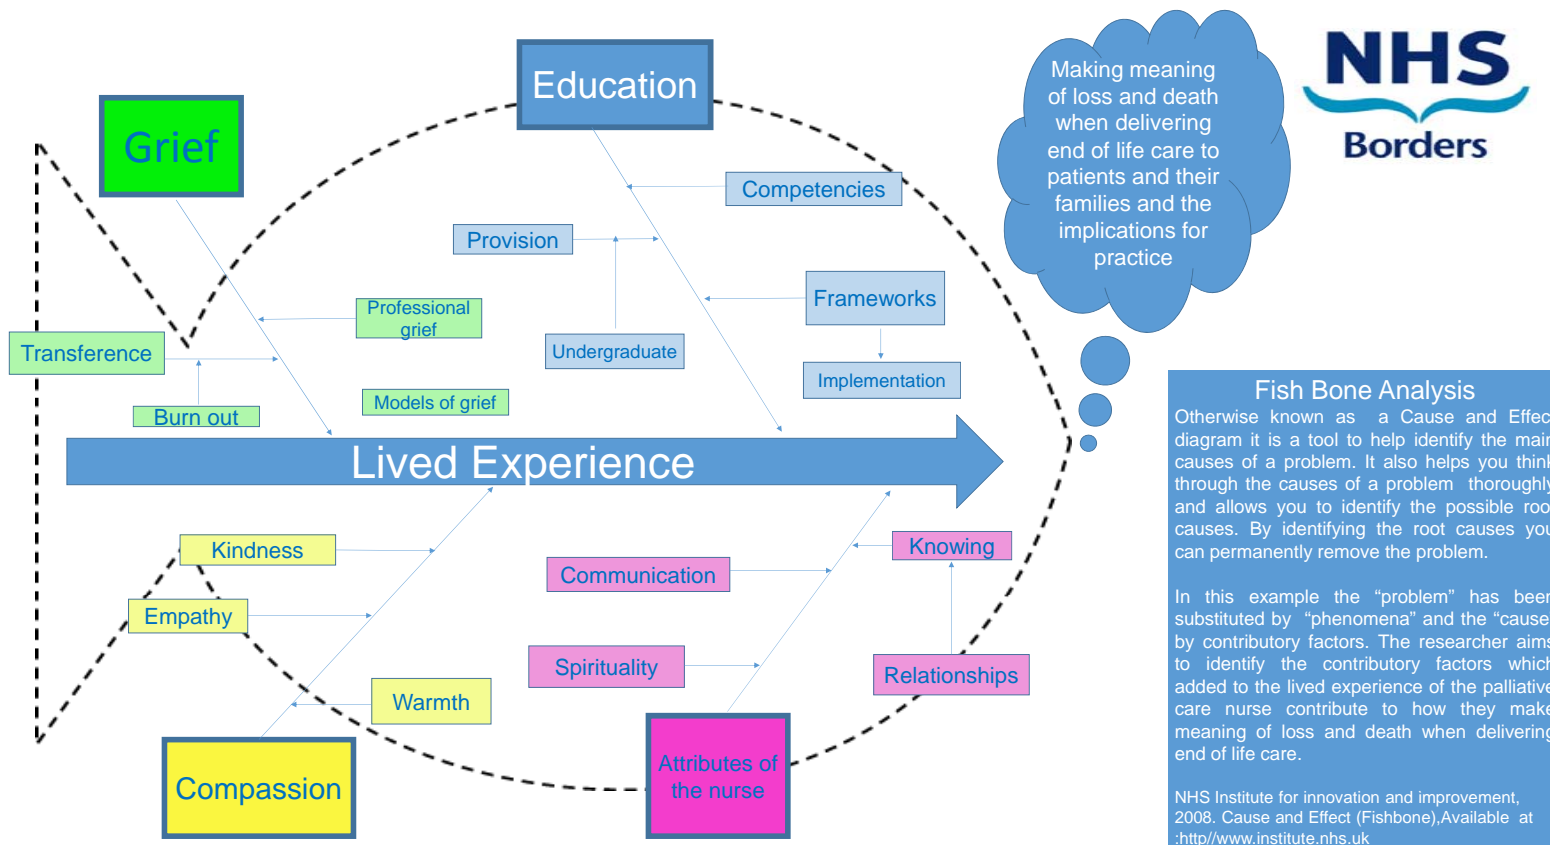 Grief
Education
Making meaning
of loss and death
when delivering
end of life care to
patients and their
families and the
implications for
practice
NHS
Borders
Competencies
Provision
Frameworks
Professional
grief
Transference
Undergraduate
Implementation
Models of grief
Burn out
Lived Experience
Kindness
Knowing
Communication
Empathy
Spirituality
Relationships
Warmth
Compassion
Attributes of
the nurse
Fish Bone Analysis
Otherwise known as a Cause and Effec
diagram it is a tool to help identify the main
causes of a problem. It also helps you think
through the causes of a problem thoroughly
and allows you to identify the possible roo
causes. By identifying the root causes you
can permanently remove the problem.
In this example the “problem” has been
substituted by “phenomena” and the “cause
by contributory factors. The researcher aims
to identify the contributory factors which
added to the lived experience of the palliative
care nurse contribute to how they make
meaning of loss and death when delivering
end of life care.
NHS Institute for innovation and improvement,
2008. Cause and Effect (Fishbone),Available at
:http//www.institute.nhs.uk